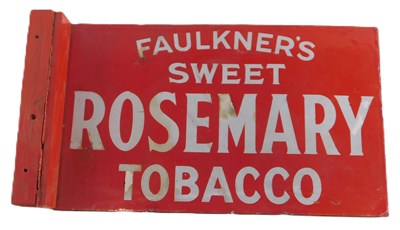 FAULKNER'S
SWEET
ROSEMARY
TOBACCO